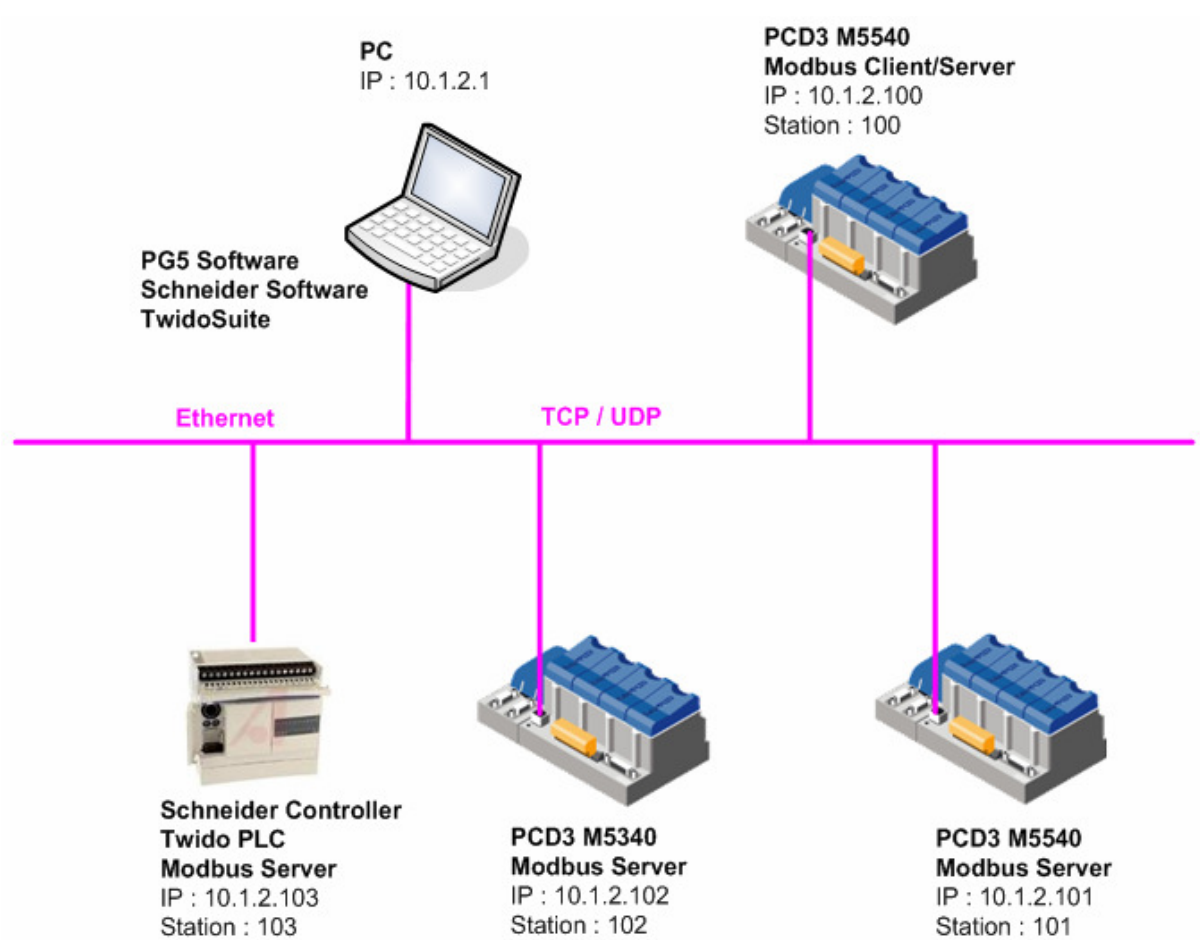 PC
IP : 10.1.2.1
PCD3 M5540
Modbus Client/Server
IP : 10.1.2.100
Station : 100
PG5 Software
Schneider Software
TwidoSuite
Ethernet
TCP / UDP
Schneider Controller
Twido PLC
Modbus Server
IP : 10.1.2.103
Station : 103
PCD3 M5340
Modbus Server
IP : 10.1.2.102
Station : 102
PCD3 M5540
Modbus Server
IP : 10.1.2.101
Station : 101